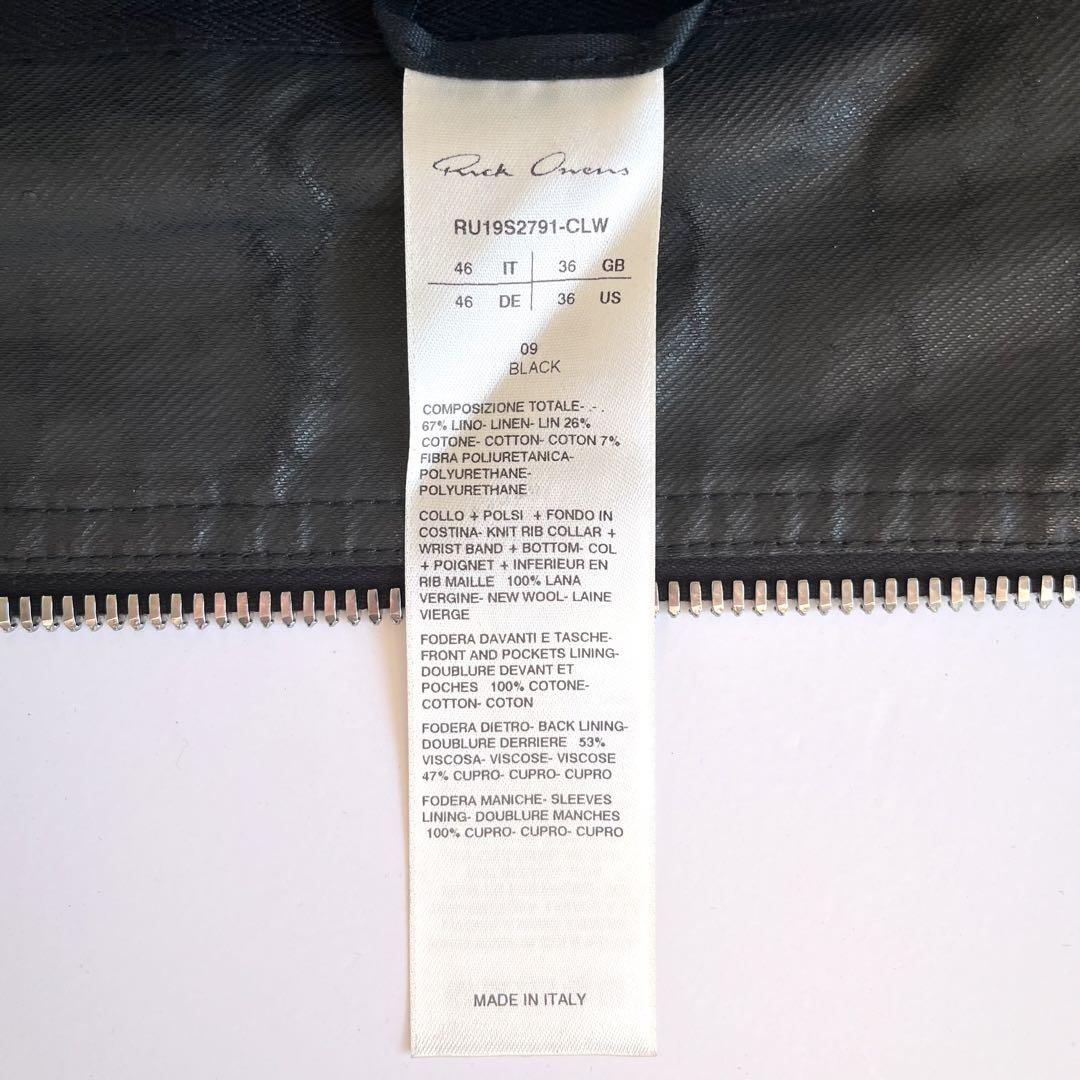 Rick Owens
RU19S2791-CLW
46 IT 36 GB
46 DE 36 US
09
BLACK
COMPOSIZIONE TOTALE- .- .
67% LINO- LINEN- LIN 26%
COTONE- COTTON- COTON 7%
FIBRA POLIURETANICA-
POLYURETHANE-
POLYURETHANE
COLLO + POLSI + FONDO IN
COSTINA- KNIT RIB COLLAR +
WRIST BAND + BOTTOM- COL
+ POIGNET + INFERIEUR EN
RIB MAILLE 100% LANA
VERGINE- NEW WOOL- LAINE
VIERGE
FODERA DAVANTI E TASCHE-
FRONT AND POCKETS LINING-
DOUBLURE DEVANT ET
POCHES 100% COTONE-
COTTON- COTON
FODERA DIETRO- BACK LINING-
DOUBLURE DERRIERE 53%
VISCOSA- VISCOSE- VISCOSE
47% CUPRO- CUPRO- CUPRO
FODERA MANICHE- SLEEVES
LINING- DOUBLURE MANCHES
100% CUPRO- CUPRO- CUPRO
MADE IN ITALY